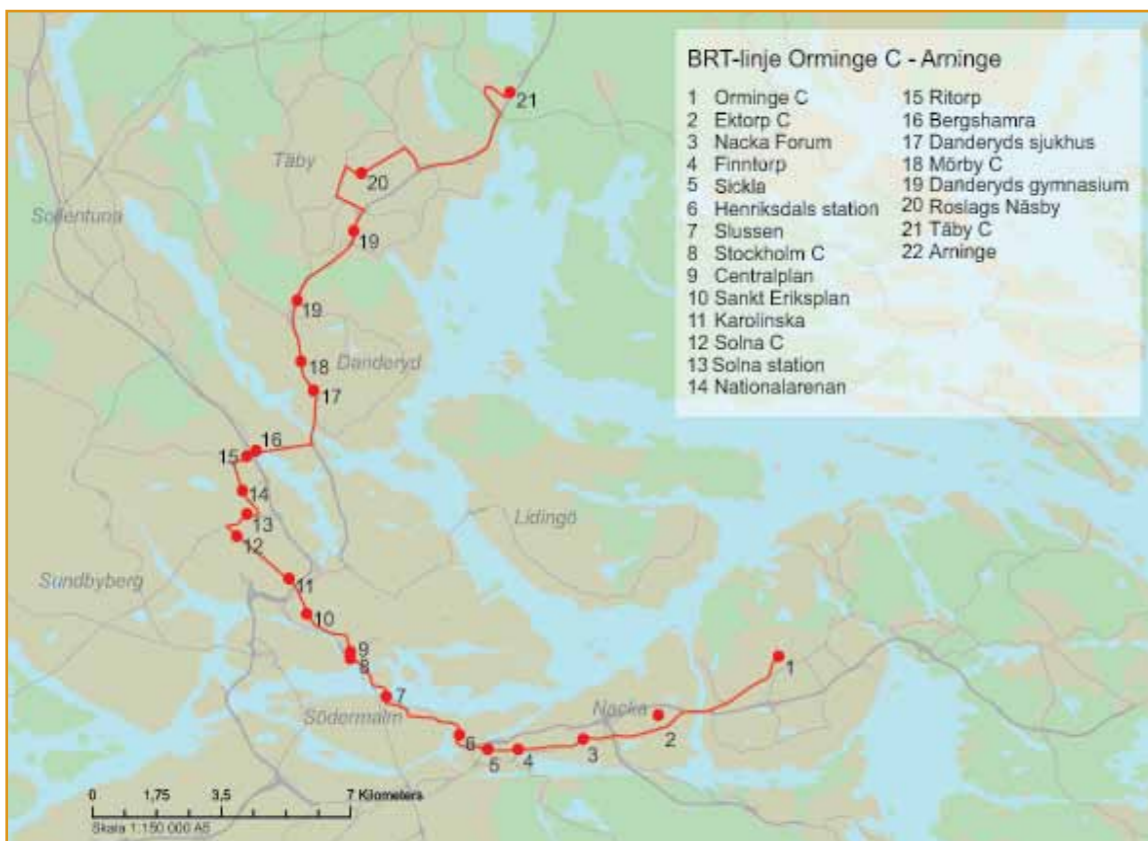 BRT-linje Orminge C - Arninge
1 Orminge C
2 Ektorp C
3 Nacka Forum
4 Finntorp
5 Sickla
6 Henriksdals station
7 Slussen
8 Stockholm C
9 Centralplan
10 Sankt Eriksplan
11 Karolinska
12 Solna C
13 Solna station
14 Nationalarenan
15 Ritorp
16 Bergshamra
17 Danderyds sjukhus
18 Mörby C
19 Danderyds gymnasium
20 Roslags Näsby
21 Täby C
22 Arninge
21
Täby
20
Sollentuna
19
19
18
Danderyd
17
16
15
14
13
Lidingö
12
Sundbyberg
11
10
9
8
1
7
Nacka
Södermalm
2
6
3
5
4
0 1,75 3,5 7 Kilometers
Skala 1:150 000 A5